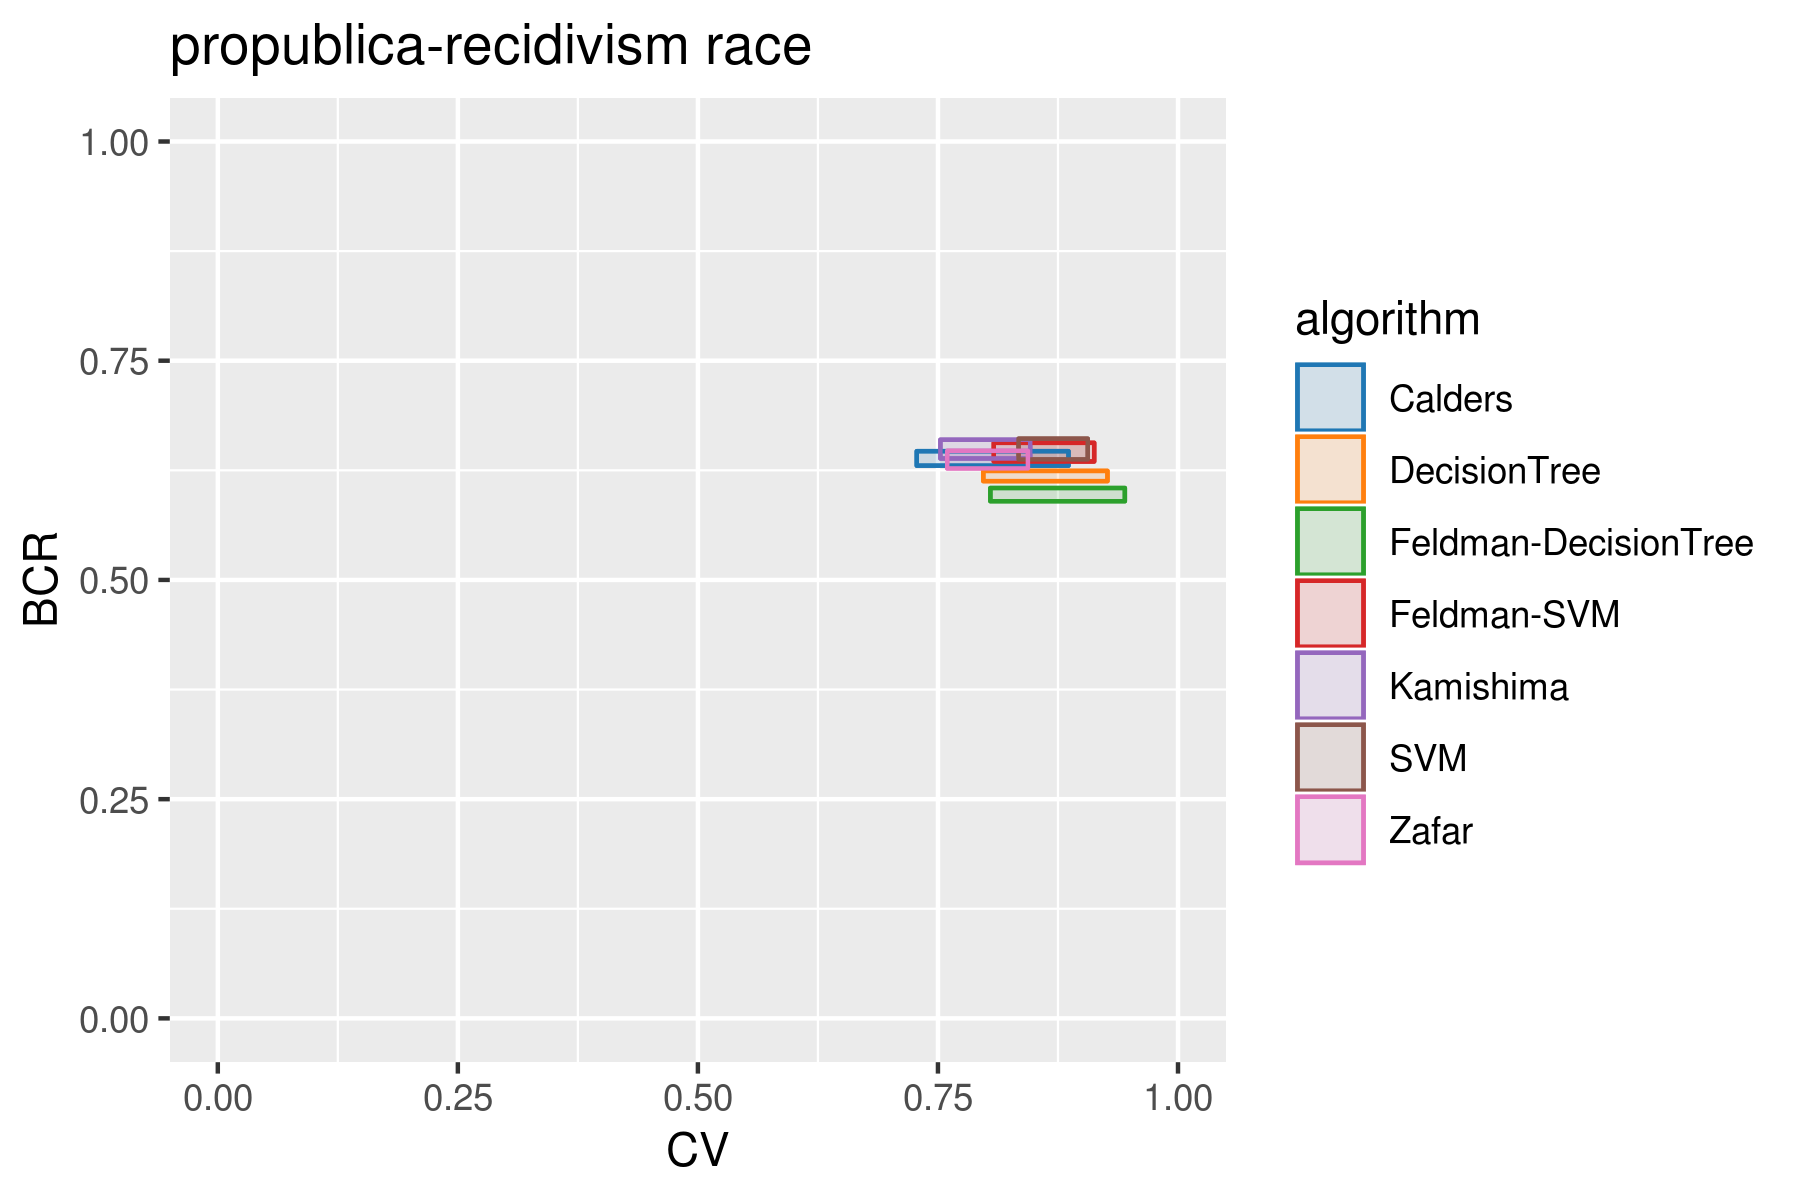 propublica-recidivism race
1.00
0.75
0.50
0.25
0.00
BCR
0.00 0.25 0.50 0.75 1.00
CV
algorithm
Calders
DecisionTree
Feldman-DecisionTree
Feldman-SVM
Kamishima
SVM
Zafar